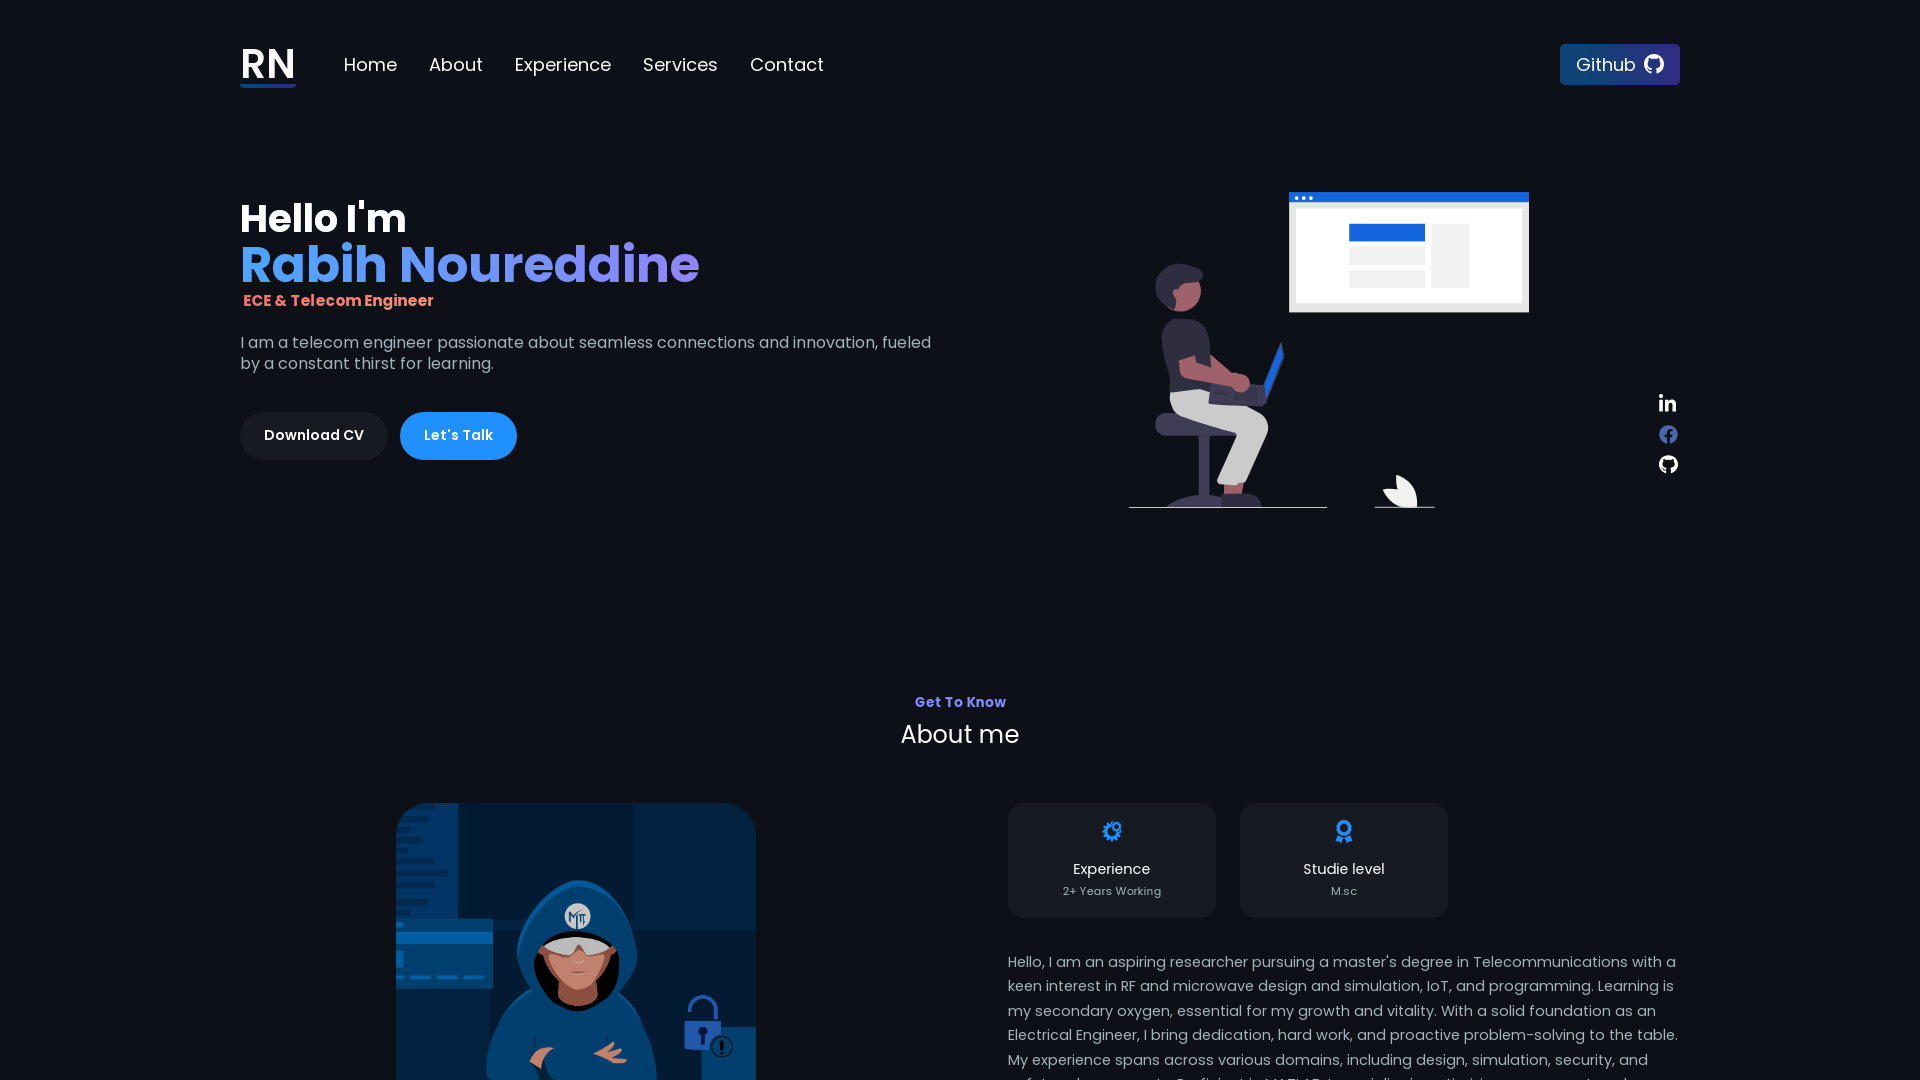 RN
Home About Experience Services Contact
Github
Hello I'm
Rabih Noureddine
ECE & Telecom Engineer
I am a telecom engineer passionate about seamless connections and innovation, fueled
by a constant thirst for learning.
Download CV Let's Talk
Get To Know
About me
Experience
2+ Years Working
Studie level
M.sc
Hello, I am an aspiring researcher pursuing a master's degree in Telecommunications with a
keen interest in RF and microwave design and simulation, IoT, and programming. Learning is
my secondary oxygen, essential for my growth and vitality. With a solid foundation as an
Electrical Engineer, I bring dedication, hard work, and proactive problem-solving to the table.
My experience spans across various domains, including design, simulation, security, and